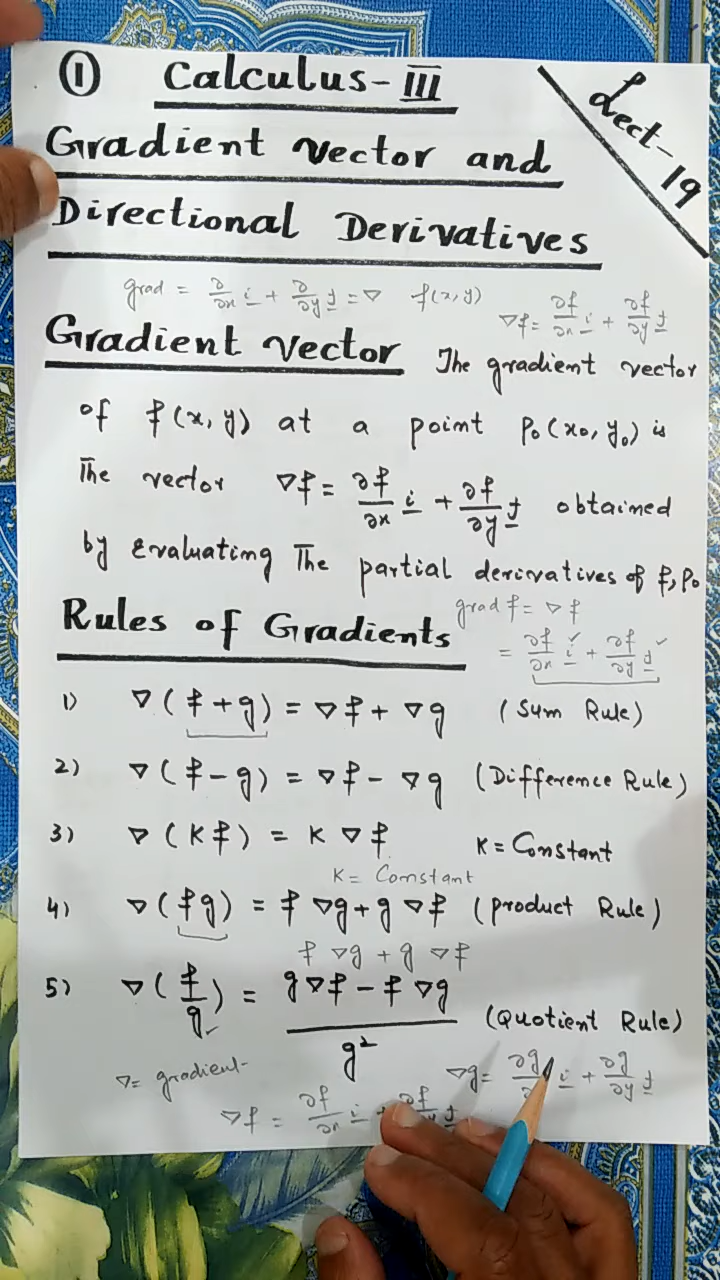 ① Calculus-III
Lect-19
Gradient Vector and
Directional Derivatives
grad = ∂/∂x i + ∂/∂y j = ∇ f(x,y)
∇f = ∂f/∂x i + ∂f/∂y j
Gradient Vector The gradient vector
of f(x,y) at a point P₀(x₀,y₀) is
The vector ∇f = ∂f/∂x i + ∂f/∂y j obtained
by Evaluating The partial derivatives of f, P₀
Rules of Gradients
grad f = ∇f
= ∂f/∂x i + ∂f/∂y j
1) ∇(f+g) = ∇f + ∇g (Sum Rule)
2) ∇(f-g) = ∇f - ∇g (Difference Rule)
3) ∇(Kf) = K ∇f K = Constant
K = Constant
4) ∇(fg) = f ∇g + g ∇f (product Rule)
f ∇g + g ∇f
5) ∇(f/g) = g∇f - f∇g / g² (Quotient Rule)
∇ = gradient
∇g = ∂g i + ∂g/∂y j
∇f = ∂f/∂x i + ∂f j